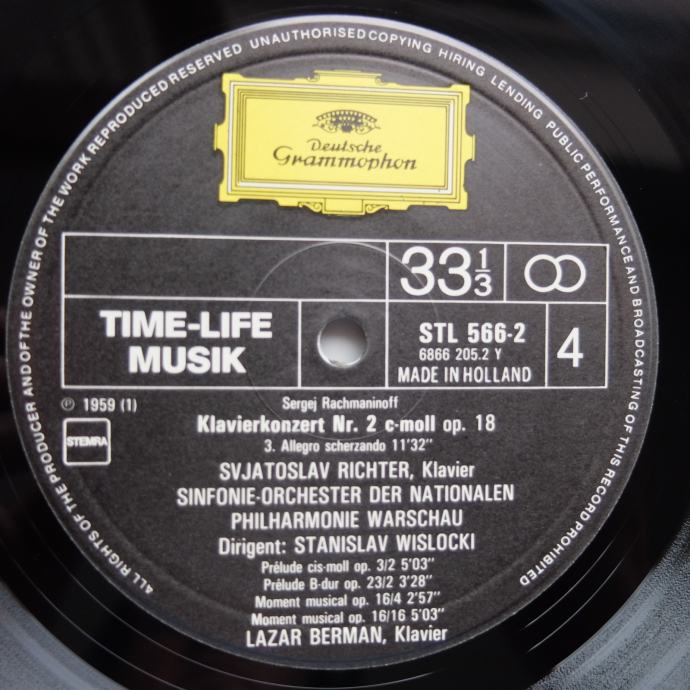 ALL RIGHTS OF THE PRODUCER AND OF THE OWNER OF THE WORK REPRODUCED RESERVED UNAUTHORISED COPYING HIRING LENDING PUBLIC PERFORMANCE AND BROADCASTING OF THIS RECORD PROHIBITED
Deutsche
Grammophon
33 1/3
TIME-LIFE
MUSIK
STL 566-2
6866 205.2 Y
MADE IN HOLLAND
4
℗ 1959 (1)
STEMRA
Sergej Rachmaninoff
Klavierkonzert Nr. 2 c-moll op. 18
3. Allegro scherzando 11'32"
SVJATOSLAV RICHTER, Klavier
SINFONIE-ORCHESTER DER NATIONALEN
PHILHARMONIE WARSCHAU
Dirigent: STANISLAV WISLOCKI
Prélude cis-moll op. 3/2 5'03"
Prélude B-dur op. 23/2 3'28"
Moment musical op. 16/4 2'57"
Moment musical op. 16/16 5'03"
LAZAR BERMAN, Klavier